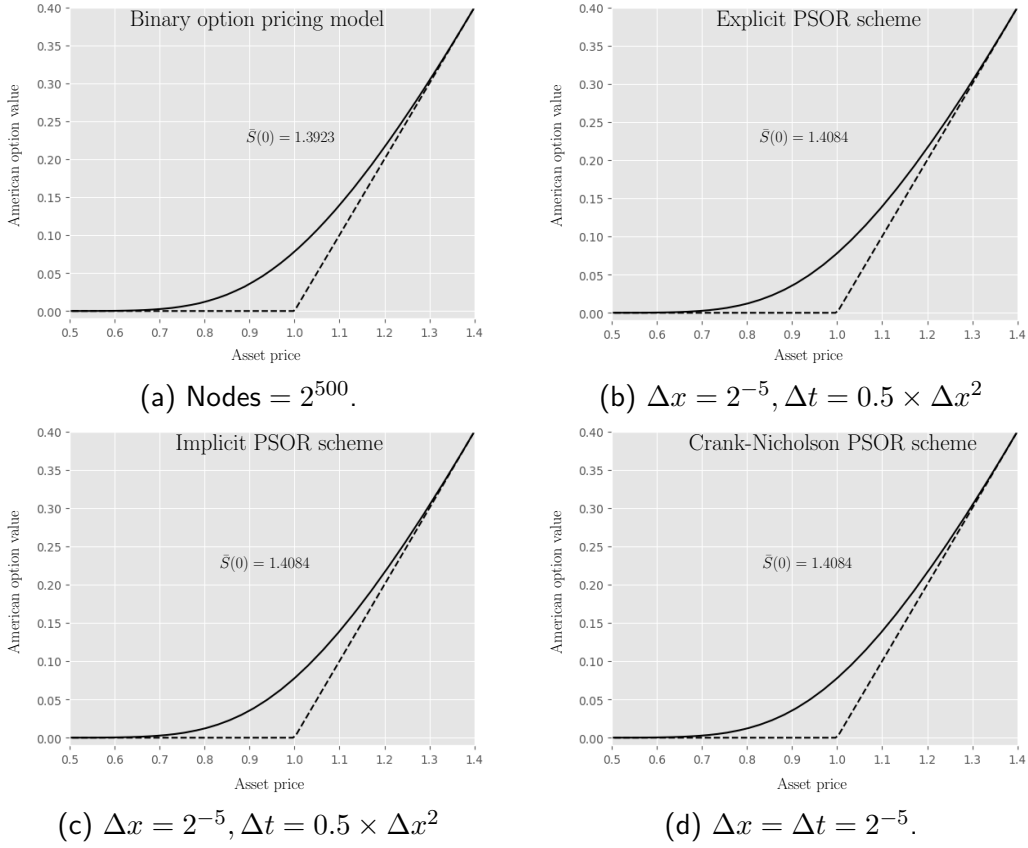 Binary option pricing model
American option value
0.40
0.35
0.30
0.25
0.20
0.15
0.10
0.05
0.00
S̄(0) = 1.3923
0.5 0.6 0.7 0.8 0.9 1.0 1.1 1.2 1.3 1.4
Asset price
(a) Nodes = 2^500.
Explicit PSOR scheme
American option value
0.40
0.35
0.30
0.25
0.20
0.15
0.10
0.05
0.00
S̄(0) = 1.4084
0.5 0.6 0.7 0.8 0.9 1.0 1.1 1.2 1.3 1.4
Asset price
(b) Δx = 2^−5, Δt = 0.5 × Δx^2
Implicit PSOR scheme
American option value
0.40
0.35
0.30
0.25
0.20
0.15
0.10
0.05
0.00
S̄(0) = 1.4084
0.5 0.6 0.7 0.8 0.9 1.0 1.1 1.2 1.3 1.4
Asset price
(c) Δx = 2^−5, Δt = 0.5 × Δx^2
Crank-Nicholson PSOR scheme
American option value
0.40
0.35
0.30
0.25
0.20
0.15
0.10
0.05
0.00
S̄(0) = 1.4084
0.5 0.6 0.7 0.8 0.9 1.0 1.1 1.2 1.3 1.4
Asset price
(d) Δx = Δt = 2^−5.